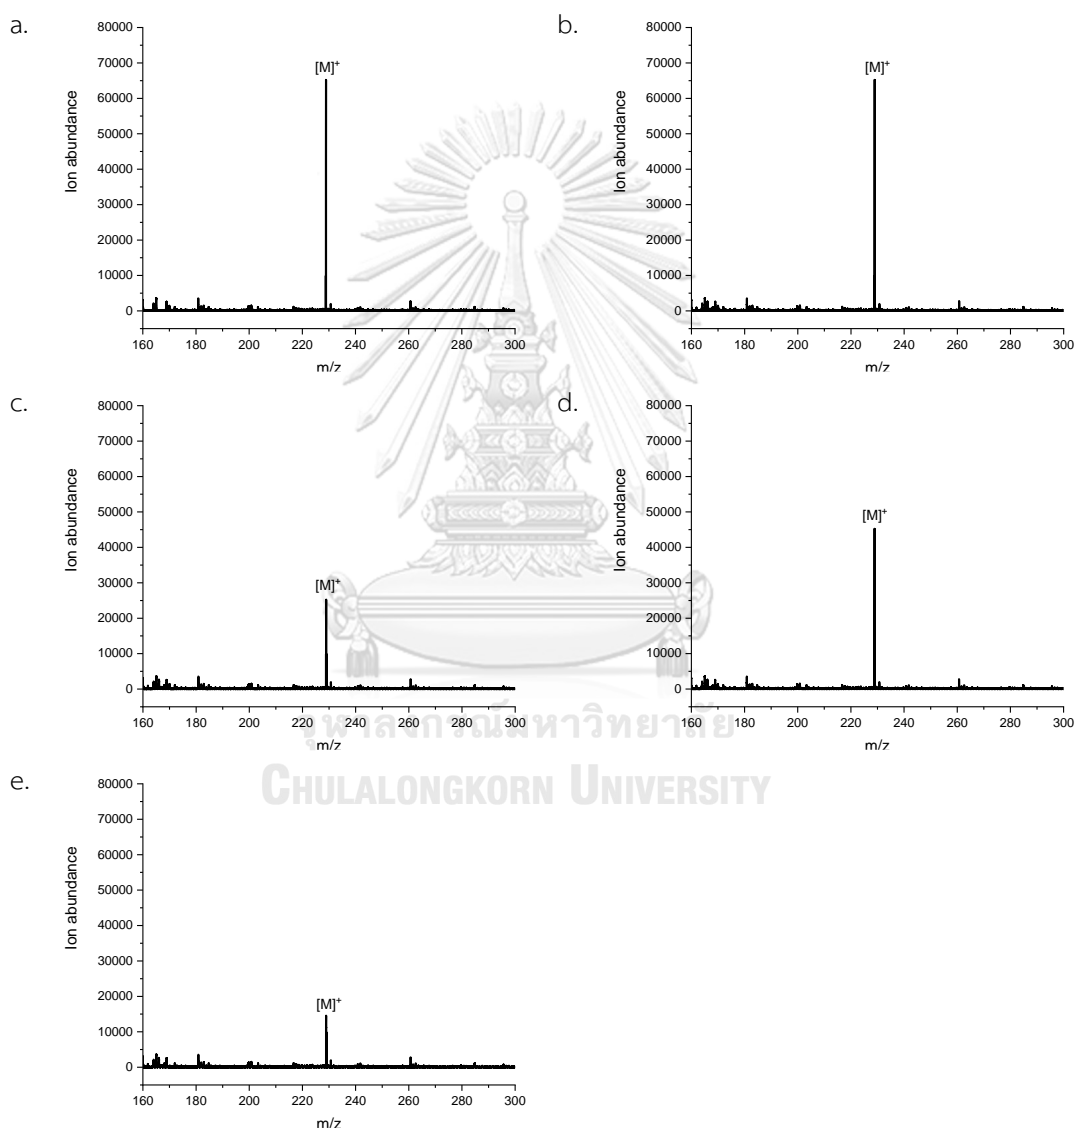 a.
80000
70000
60000
50000
40000
30000
20000
10000
0
Ion abundance
[M]+
160 180 200 220 240 260 280 300
m/z
b.
80000
70000
60000
50000
40000
30000
20000
10000
0
Ion abundance
[M]+
160 180 200 220 240 260 280 300
m/z
c.
80000
70000
60000
50000
40000
30000
20000
10000
0
Ion abundance
[M]+
160 180 200 220 240 260 280 300
m/z
d.
80000
70000
60000
50000
40000
30000
20000
10000
0
Ion abundance
[M]+
160 180 200 220 240 260 280 300
m/z
จุฬาลงกรณ์มหาวิทยาลัย
CHULALONGKORN UNIVERSITY
e.
80000
70000
60000
50000
40000
30000
20000
10000
0
Ion abundance
[M]+
160 180 200 220 240 260 280 300
m/z